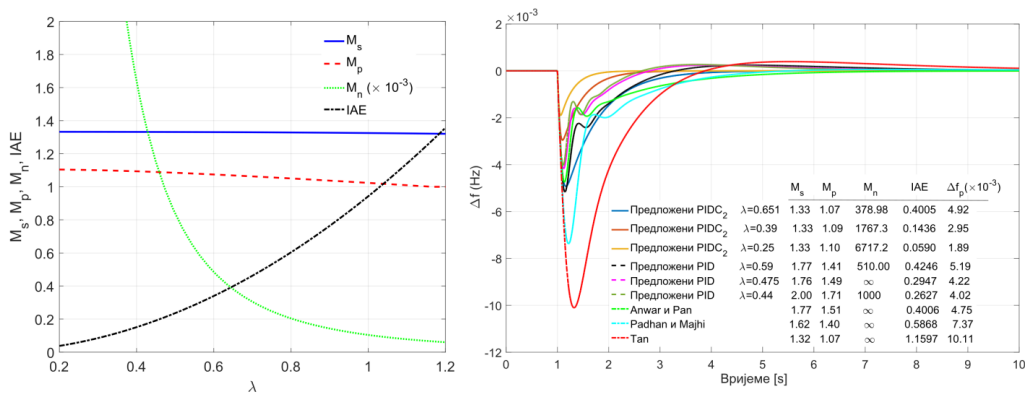 2
1.8
1.6
1.4
1.2
1
0.8
0.6
0.4
0.2
0
M_s, M_p, M_n, IAE
M_s
M_p
M_n (× 10^-3)
IAE
0.2 0.4 0.6 0.8 1 1.2
λ
×10^-3
2
0
-2
-4
-6
-8
-10
-12
Δf (Hz)
M_s M_p M_n IAE Δf_p(×10^-3)
Предложени PIDC_2 λ=0.651 1.33 1.07 378.98 0.4005 4.92
Предложени PIDC_2 λ=0.39 1.33 1.09 1767.3 0.1436 2.95
Предложени PIDC_2 λ=0.25 1.33 1.10 6717.2 0.0590 1.89
Предложени PID λ=0.59 1.77 1.41 510.00 0.4246 5.19
Предложени PID λ=0.475 1.76 1.49 ∞ 0.2947 4.22
Предложени PID λ=0.44 2.00 1.71 1000 0.2627 4.02
Anwar и Pan 1.77 1.51 ∞ 0.4006 4.75
Padhan и Majhi 1.62 1.40 ∞ 0.5868 7.37
Tan 1.32 1.07 ∞ 1.1597 10.11
0 1 2 3 4 5 6 7 8 9 10
Вријеме [s]